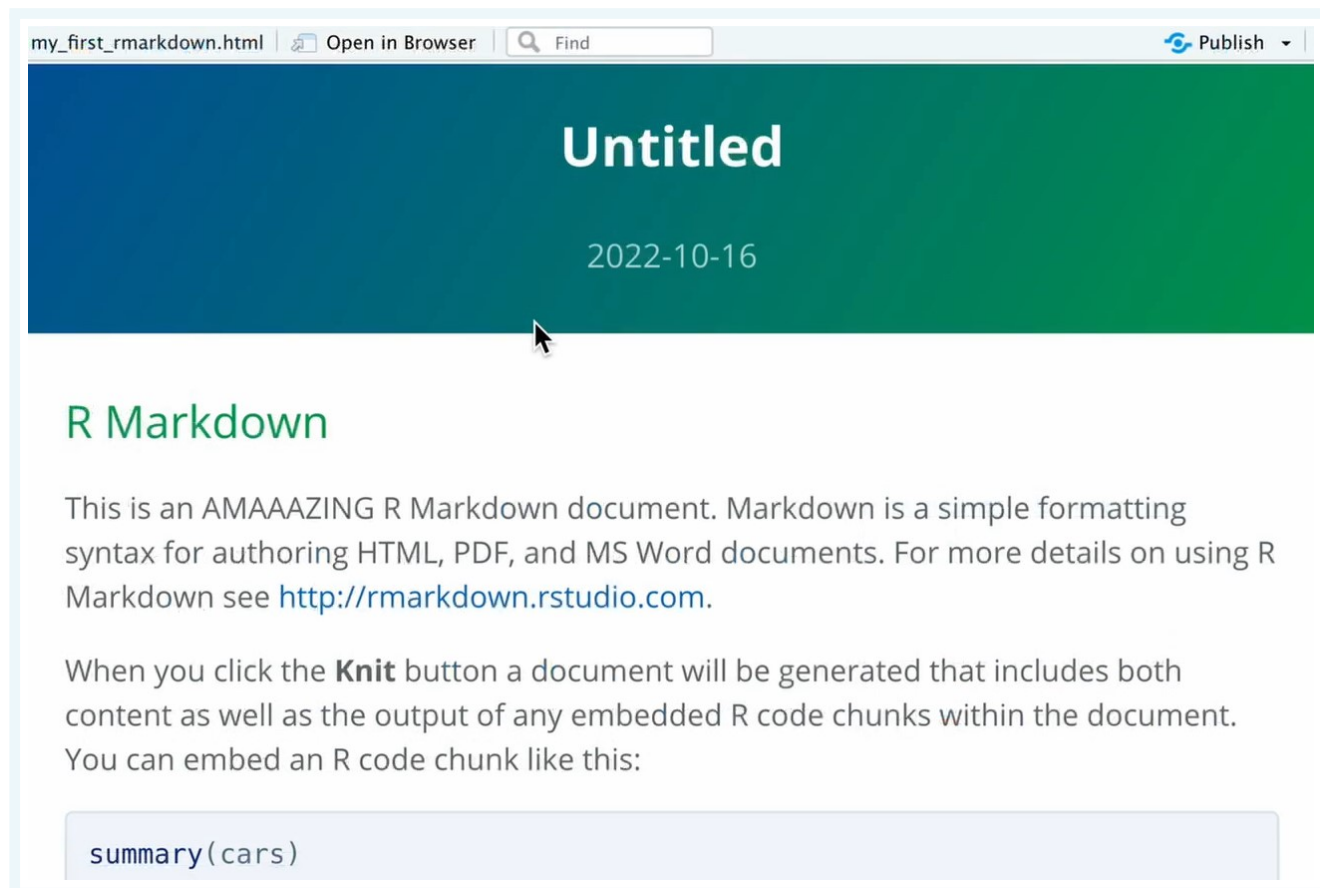 my_first_rmarkdown.html Open in Browser Find Publish
Untitled
2022-10-16
R Markdown
This is an AMAAAZING R Markdown document. Markdown is a simple formatting
syntax for authoring HTML, PDF, and MS Word documents. For more details on using R
Markdown see http://rmarkdown.rstudio.com.
When you click the Knit button a document will be generated that includes both
content as well as the output of any embedded R code chunks within the document.
You can embed an R code chunk like this:
summary(cars)